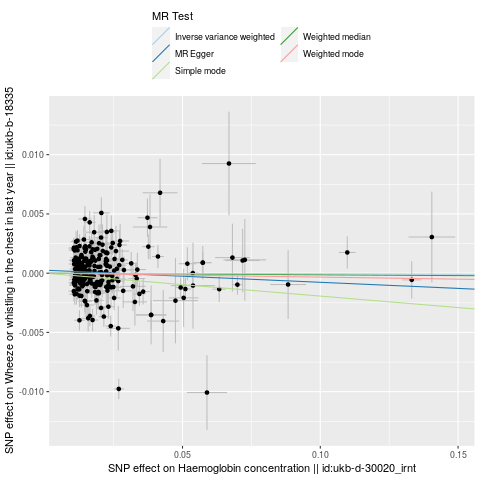 MR Test
Inverse variance weighted
Weighted median
MR Egger
Weighted mode
Simple mode
SNP effect on Wheeze or whistling in the chest in last year || id:ukb-b-18335
0.010
0.005
0.000
-0.005
-0.010
0.05
0.10
0.15
SNP effect on Haemoglobin concentration || id:ukb-d-30020_irnt